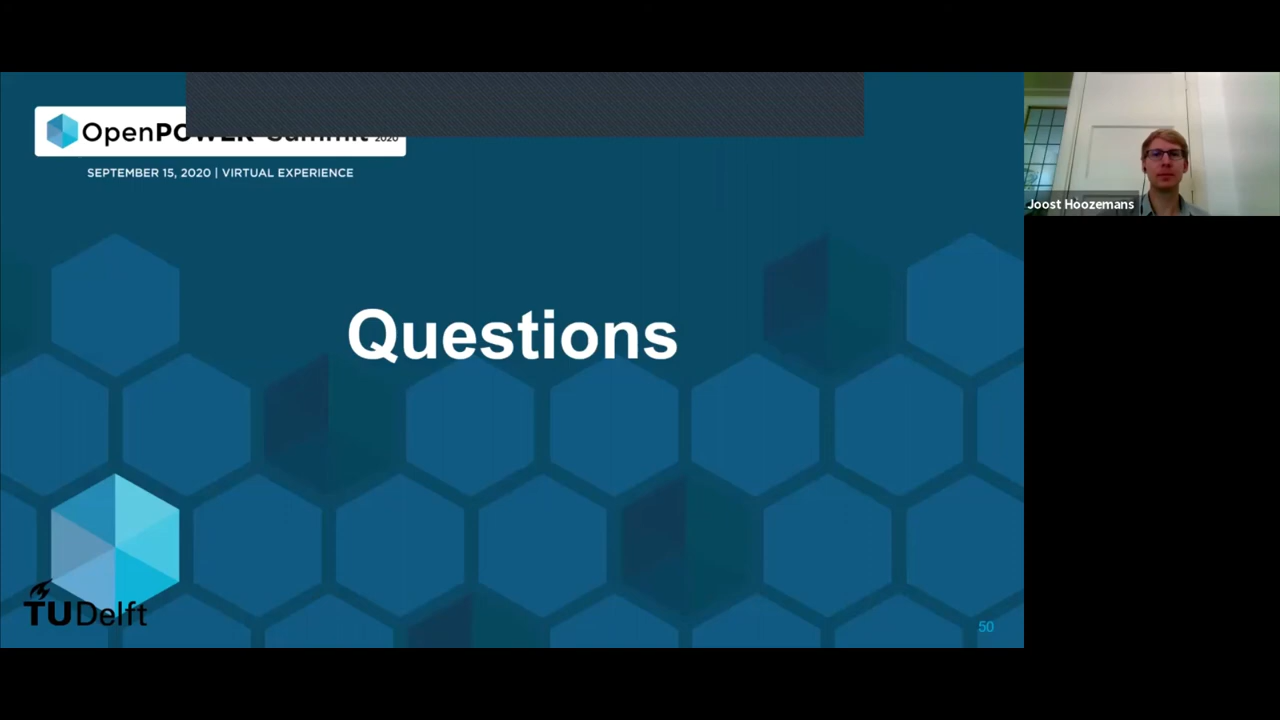 OpenPOWER Summit 2020
SEPTEMBER 15, 2020 | VIRTUAL EXPERIENCE
Joost Hoozemans
Questions
TUDelft
50